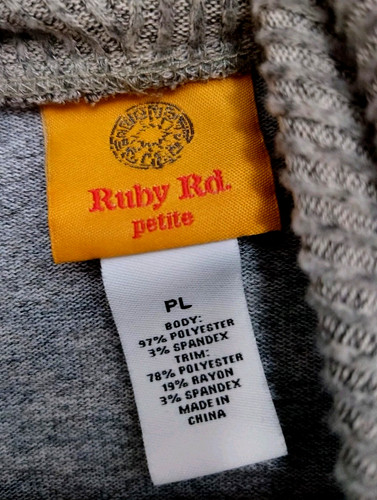 Ruby Rd.
petite
PL
BODY:
97% POLYESTER
3% SPANDEX
TRIM:
78% POLYESTER
19% RAYON
3% SPANDEX
MADE IN
CHINA